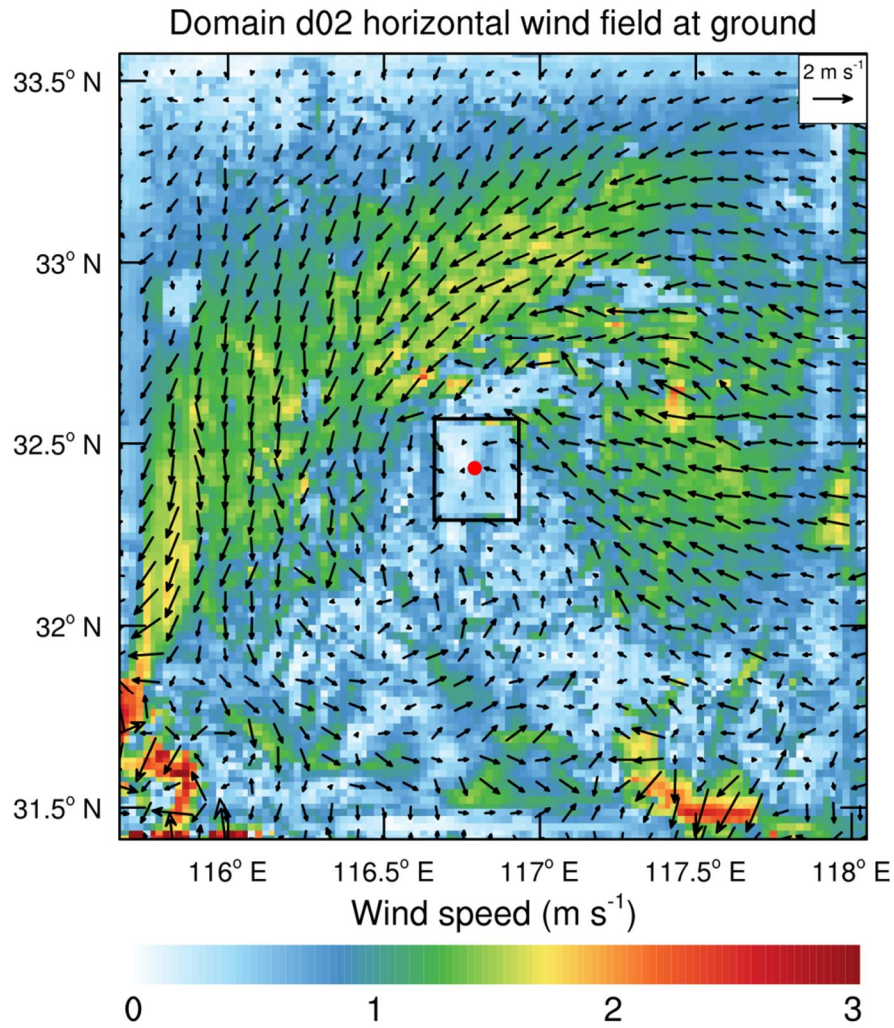 Domain d02 horizontal wind field at ground
2 m s⁻¹
33.5° N
33° N
32.5° N
32° N
31.5° N
116° E 116.5° E 117° E 117.5° E 118° E
Wind speed (m s⁻¹)
0 1 2 3